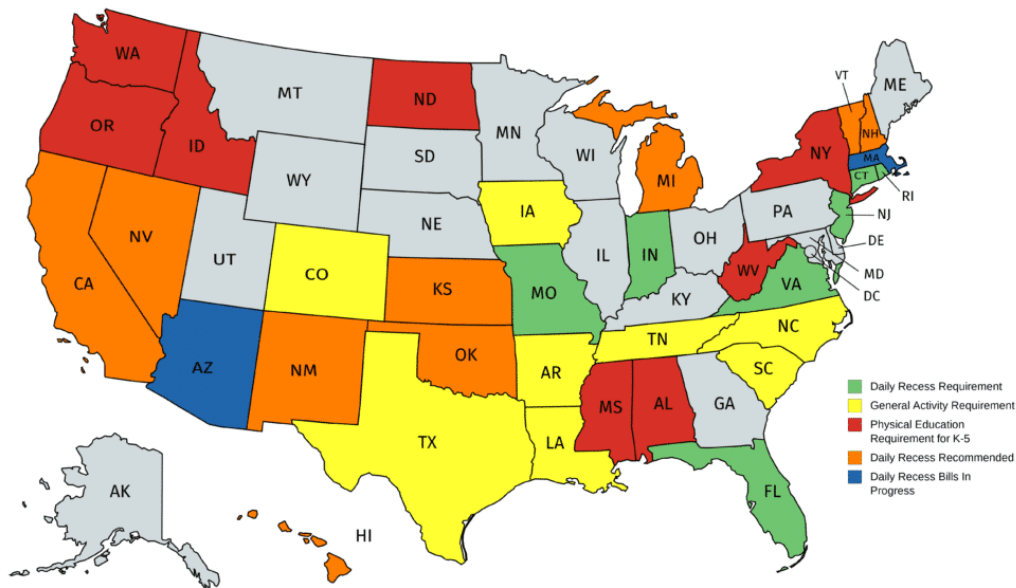 WA
MT
ND
MN
VT
ME
OR
ID
SD
WI
MI
NY
NH
MA
CT
RI
WY
IA
NE
PA
NJ
NV
UT
CO
IL
IN
OH
DE
CA
KS
MO
WV
VA
MD
DC
KY
AZ
NM
OK
TN
NC
AR
SC
MS
AL
GA
TX
LA
FL
AK
HI
Daily Recess Requirement
General Activity Requirement
Physical Education
Requirement for K-5
Daily Recess Recommended
Daily Recess Bills In
Progress